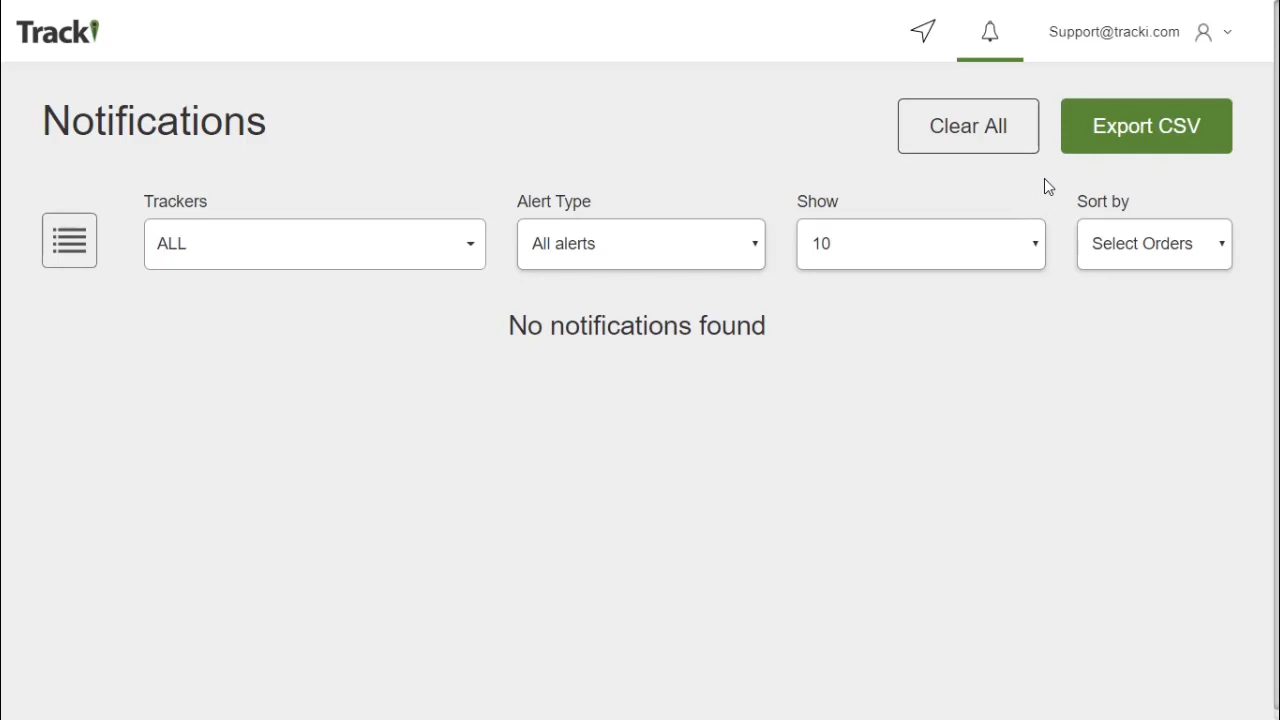 Tracki
Support@tracki.com
Notifications
Clear All
Export CSV
Trackers
Alert Type
Show
Sort by
ALL
All alerts
10
Select Orders
No notifications found